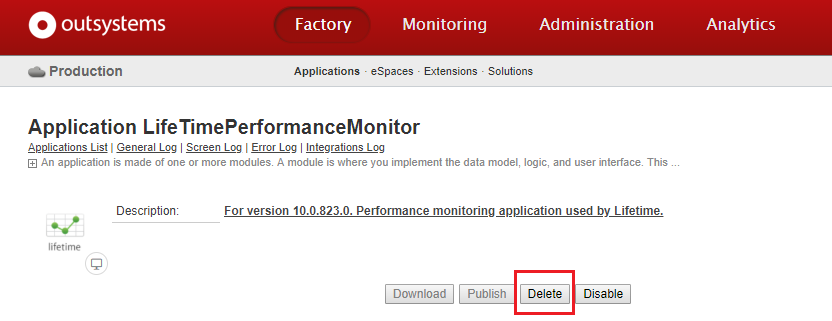 outsystems Factory Monitoring Administration Analytics
Production Applications · eSpaces · Extensions · Solutions
Application LifeTimePerformanceMonitor
Applications List | General Log | Screen Log | Error Log | Integrations Log
An application is made of one or more modules. A module is where you implement the data model, logic, and user interface. This ...
Description: For version 10.0.823.0. Performance monitoring application used by Lifetime.
lifetime
Download Publish Delete Disable